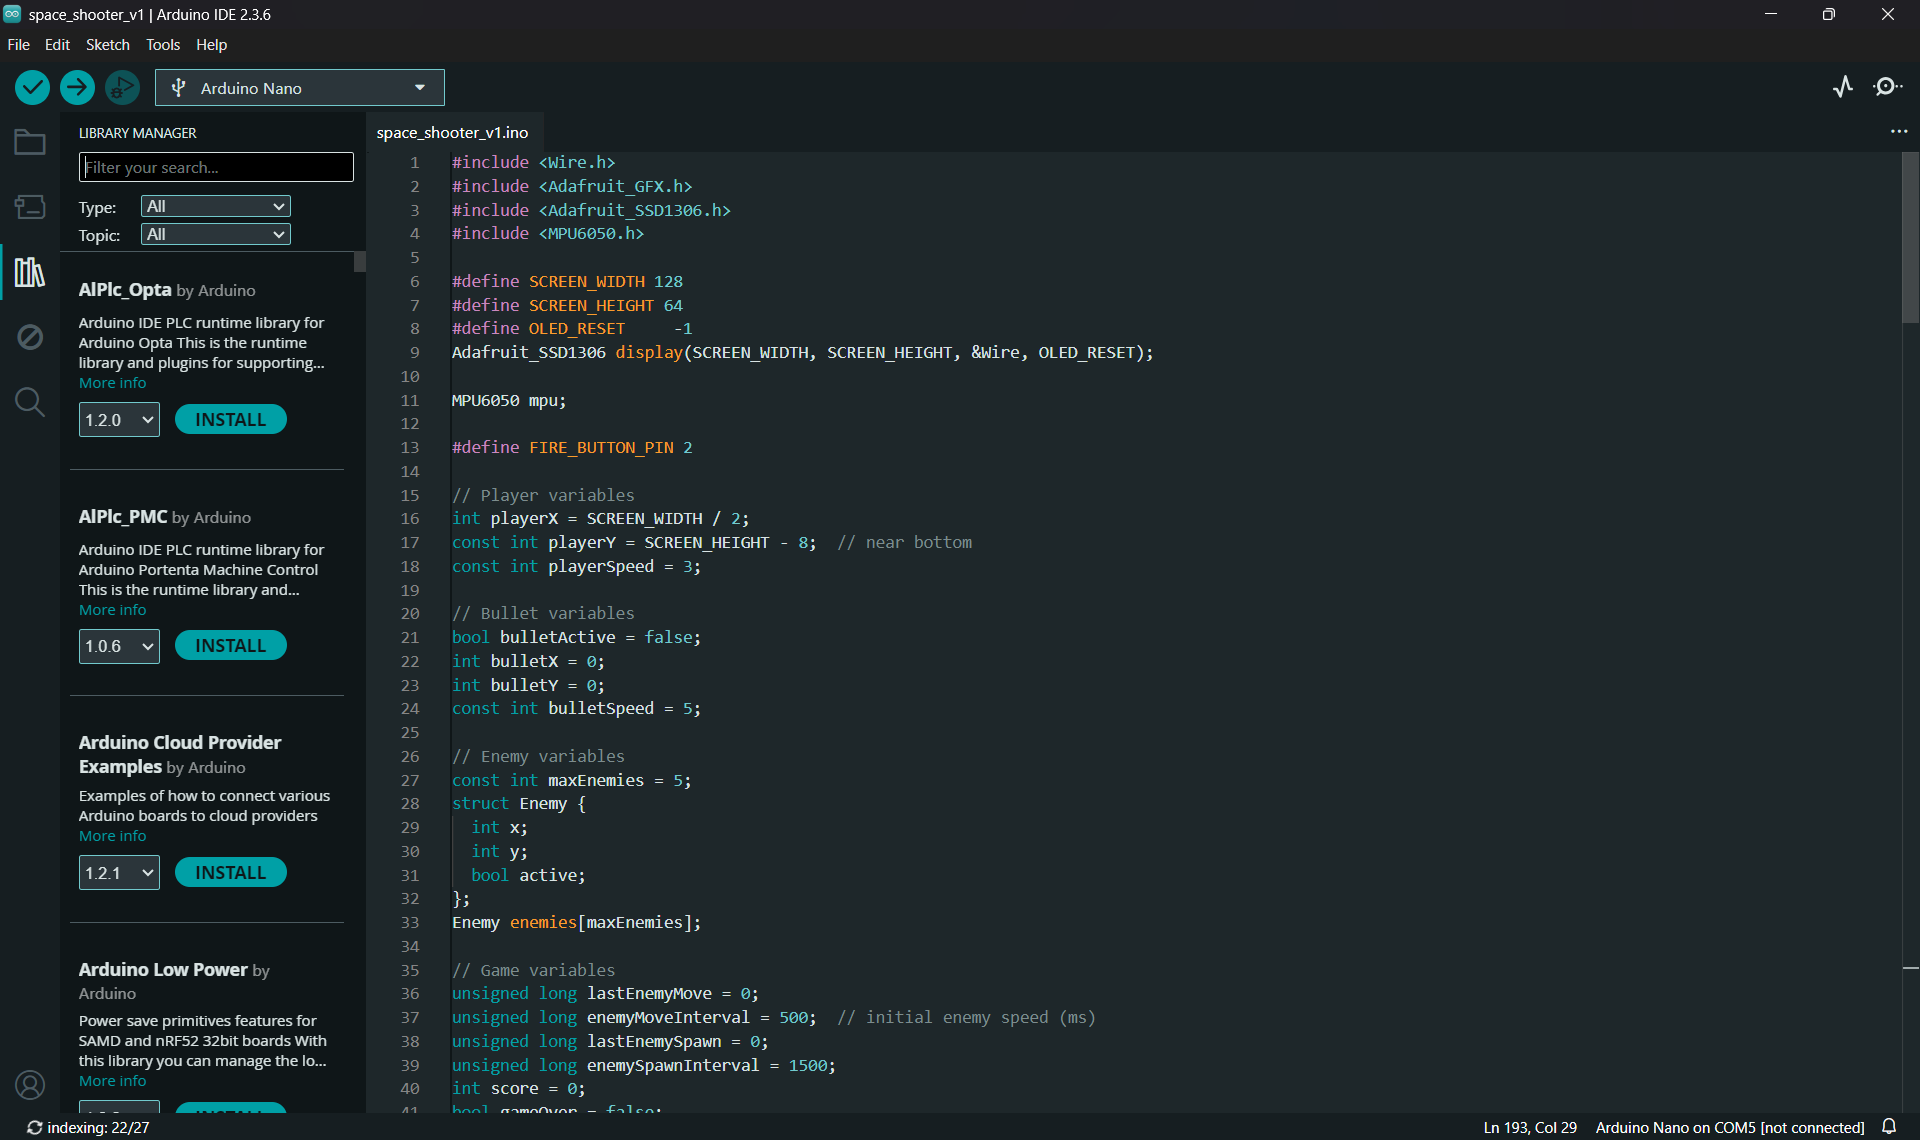 space_shooter_v1 | Arduino IDE 2.3.6
File Edit Sketch Tools Help
Arduino Nano
LIBRARY MANAGER
Filter your search...
Type: All
Topic: All
AlPlc_Opta by Arduino
Arduino IDE PLC runtime library for
Arduino Opta This is the runtime
library and plugins for supporting...
More info
1.2.0 INSTALL
AlPlc_PMC by Arduino
Arduino IDE PLC runtime library for
Arduino Portenta Machine Control
This is the runtime library and...
More info
1.0.6 INSTALL
Arduino Cloud Provider
Examples by Arduino
Examples of how to connect various
Arduino boards to cloud providers
More info
1.2.1 INSTALL
Arduino Low Power by
Arduino
Power save primitives features for
SAMD and nRF52 32bit boards With
this library you can manage the lo...
More info
space_shooter_v1.ino
1 #include <Wire.h>
2 #include <Adafruit_GFX.h>
3 #include <Adafruit_SSD1306.h>
4 #include <MPU6050.h>
5
6 #define SCREEN_WIDTH 128
7 #define SCREEN_HEIGHT 64
8 #define OLED_RESET     -1
9 Adafruit_SSD1306 display(SCREEN_WIDTH, SCREEN_HEIGHT, &Wire, OLED_RESET);
10
11 MPU6050 mpu;
12
13 #define FIRE_BUTTON_PIN 2
14
15 // Player variables
16 int playerX = SCREEN_WIDTH / 2;
17 const int playerY = SCREEN_HEIGHT - 8;  // near bottom
18 const int playerSpeed = 3;
19
20 // Bullet variables
21 bool bulletActive = false;
22 int bulletX = 0;
23 int bulletY = 0;
24 const int bulletSpeed = 5;
25
26 // Enemy variables
27 const int maxEnemies = 5;
28 struct Enemy {
29   int x;
30   int y;
31   bool active;
32 };
33 Enemy enemies[maxEnemies];
34
35 // Game variables
36 unsigned long lastEnemyMove = 0;
37 unsigned long enemyMoveInterval = 500;  // initial enemy speed (ms)
38 unsigned long lastEnemySpawn = 0;
39 unsigned long enemySpawnInterval = 1500;
40 int score = 0;
41 bool gameOver = false;
indexing: 22/27
Ln 193, Col 29 Arduino Nano on COM5 [not connected]